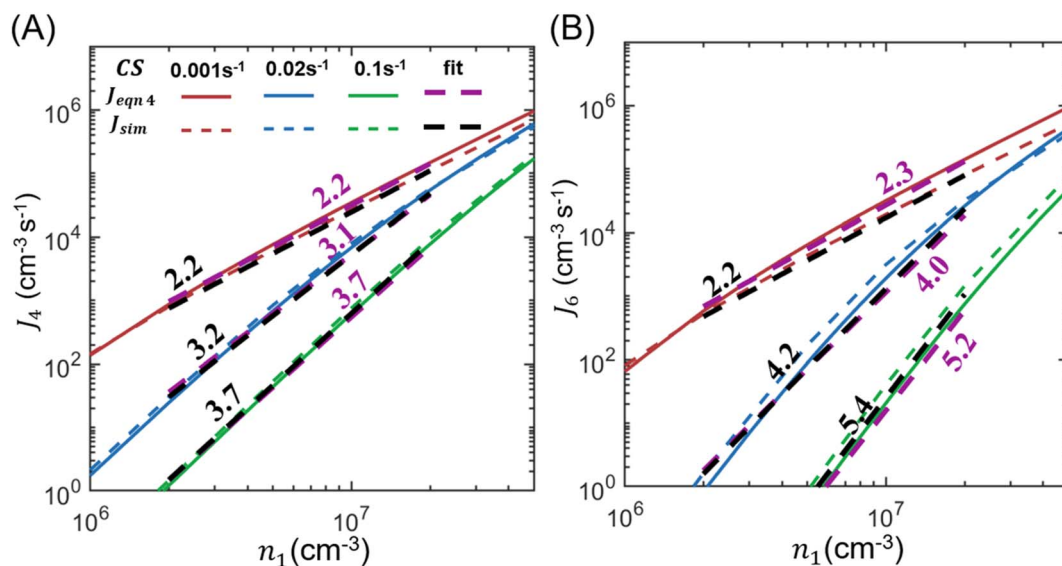 (A)
CS 0.001s⁻¹ 0.02s⁻¹ 0.1s⁻¹ fit
J_eqn 4
J_sim
10⁶
10⁴
10²
10⁰
J₄ (cm⁻³ s⁻¹)
2.2
2.2
3.1
3.2
3.7
3.7
10⁶ 10⁷
n₁(cm⁻³)
(B)
10⁶
10⁴
10²
10⁰
J₆ (cm⁻³ s⁻¹)
2.3
2.2
4.0
4.2
5.2
5.4
10⁶ 10⁷
n₁(cm⁻³)